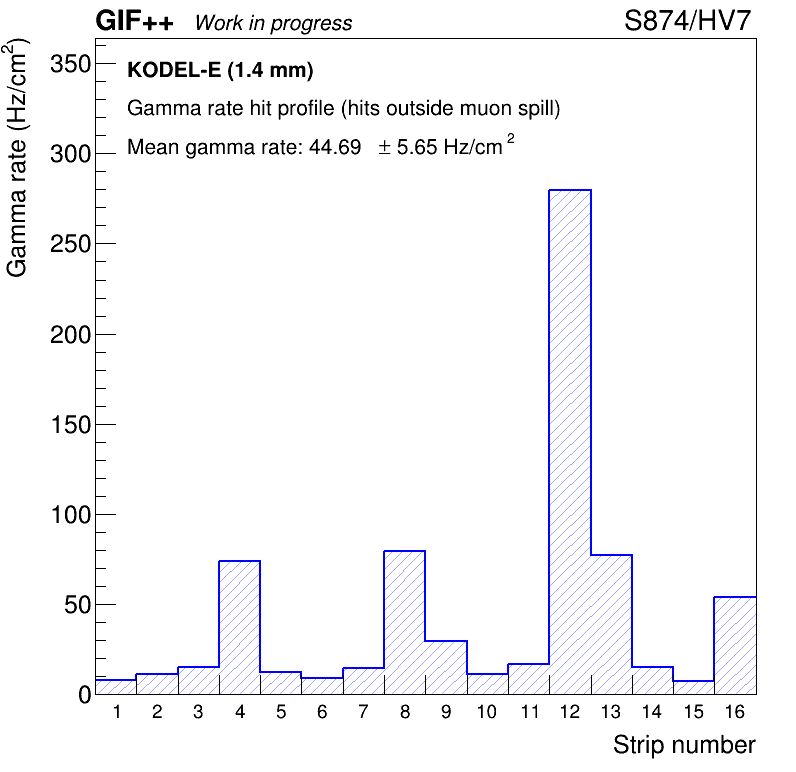 GIF++ Work in progress S874/HV7
Gamma rate (Hz/cm²)
KODEL-E (1.4 mm)
Gamma rate hit profile (hits outside muon spill)
Mean gamma rate: 44.69 ± 5.65 Hz/cm²
350
300
250
200
150
100
50
0
1 2 3 4 5 6 7 8 9 10 11 12 13 14 15 16
Strip number